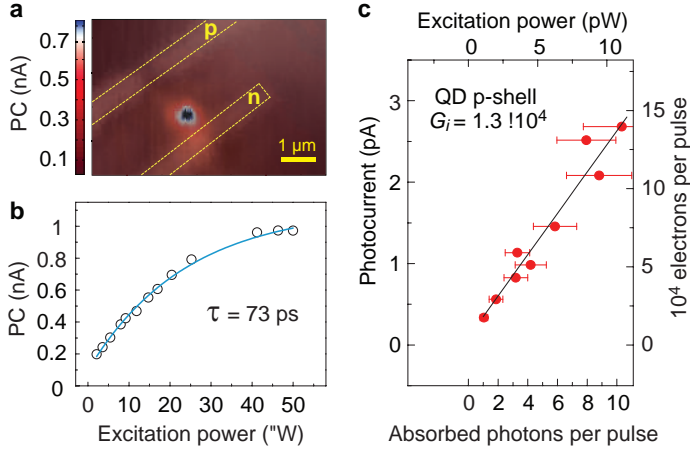 a
0.7
0.5
0.3
0.1
PC (nA)
p
n
1 µm
b
1
0.8
0.6
0.4
0.2
0
PC (nA)
τ = 73 ps
0 10 20 30 40 50
Excitation power ("W)
c
Excitation power (pW)
0 5 10
QD p-shell
Gi = 1.3 !10⁴
3
2
1
0
Photocurrent (pA)
15
10
5
0
10⁴ electrons per pulse
0 2 4 6 8 10
Absorbed photons per pulse